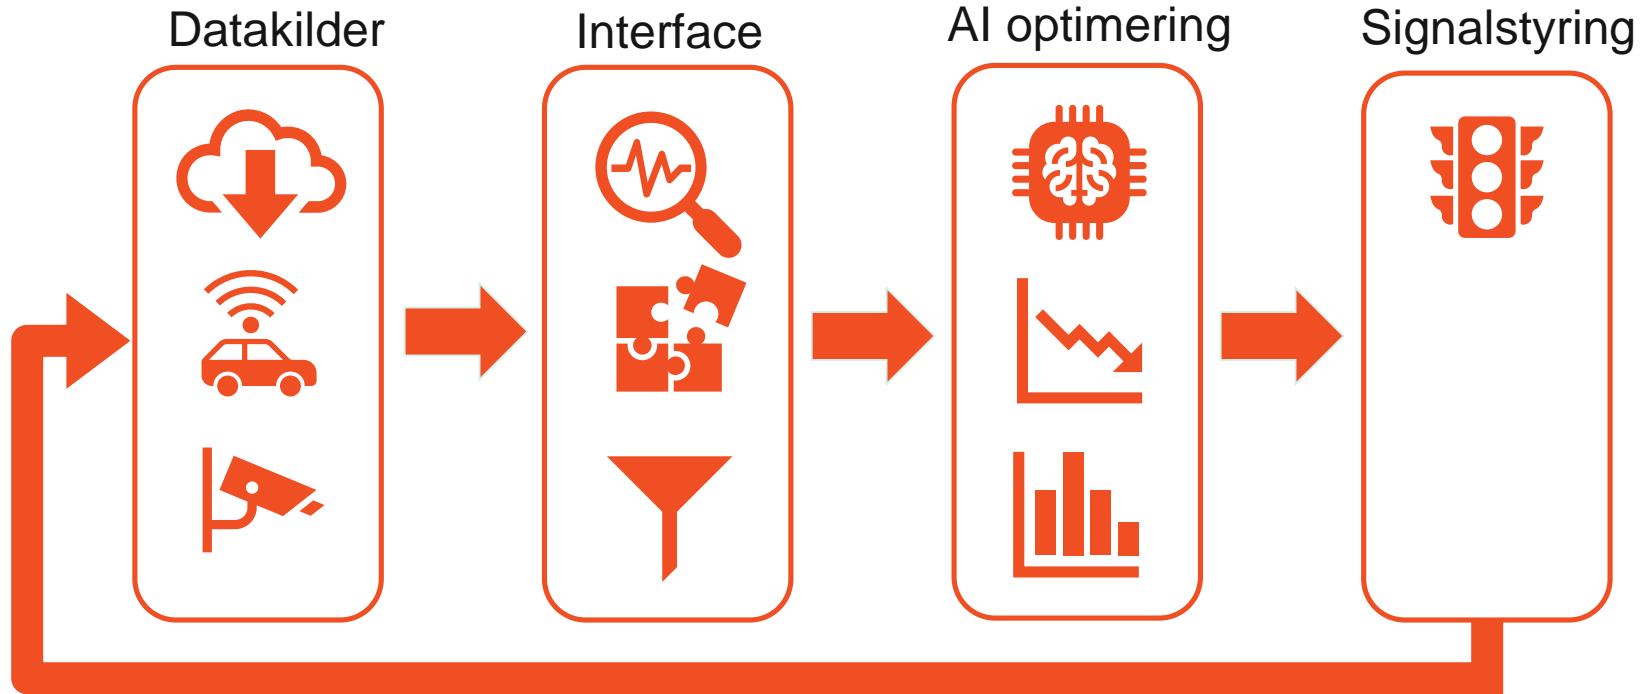 Datakilder
Interface
AI optimering
Signalstyring